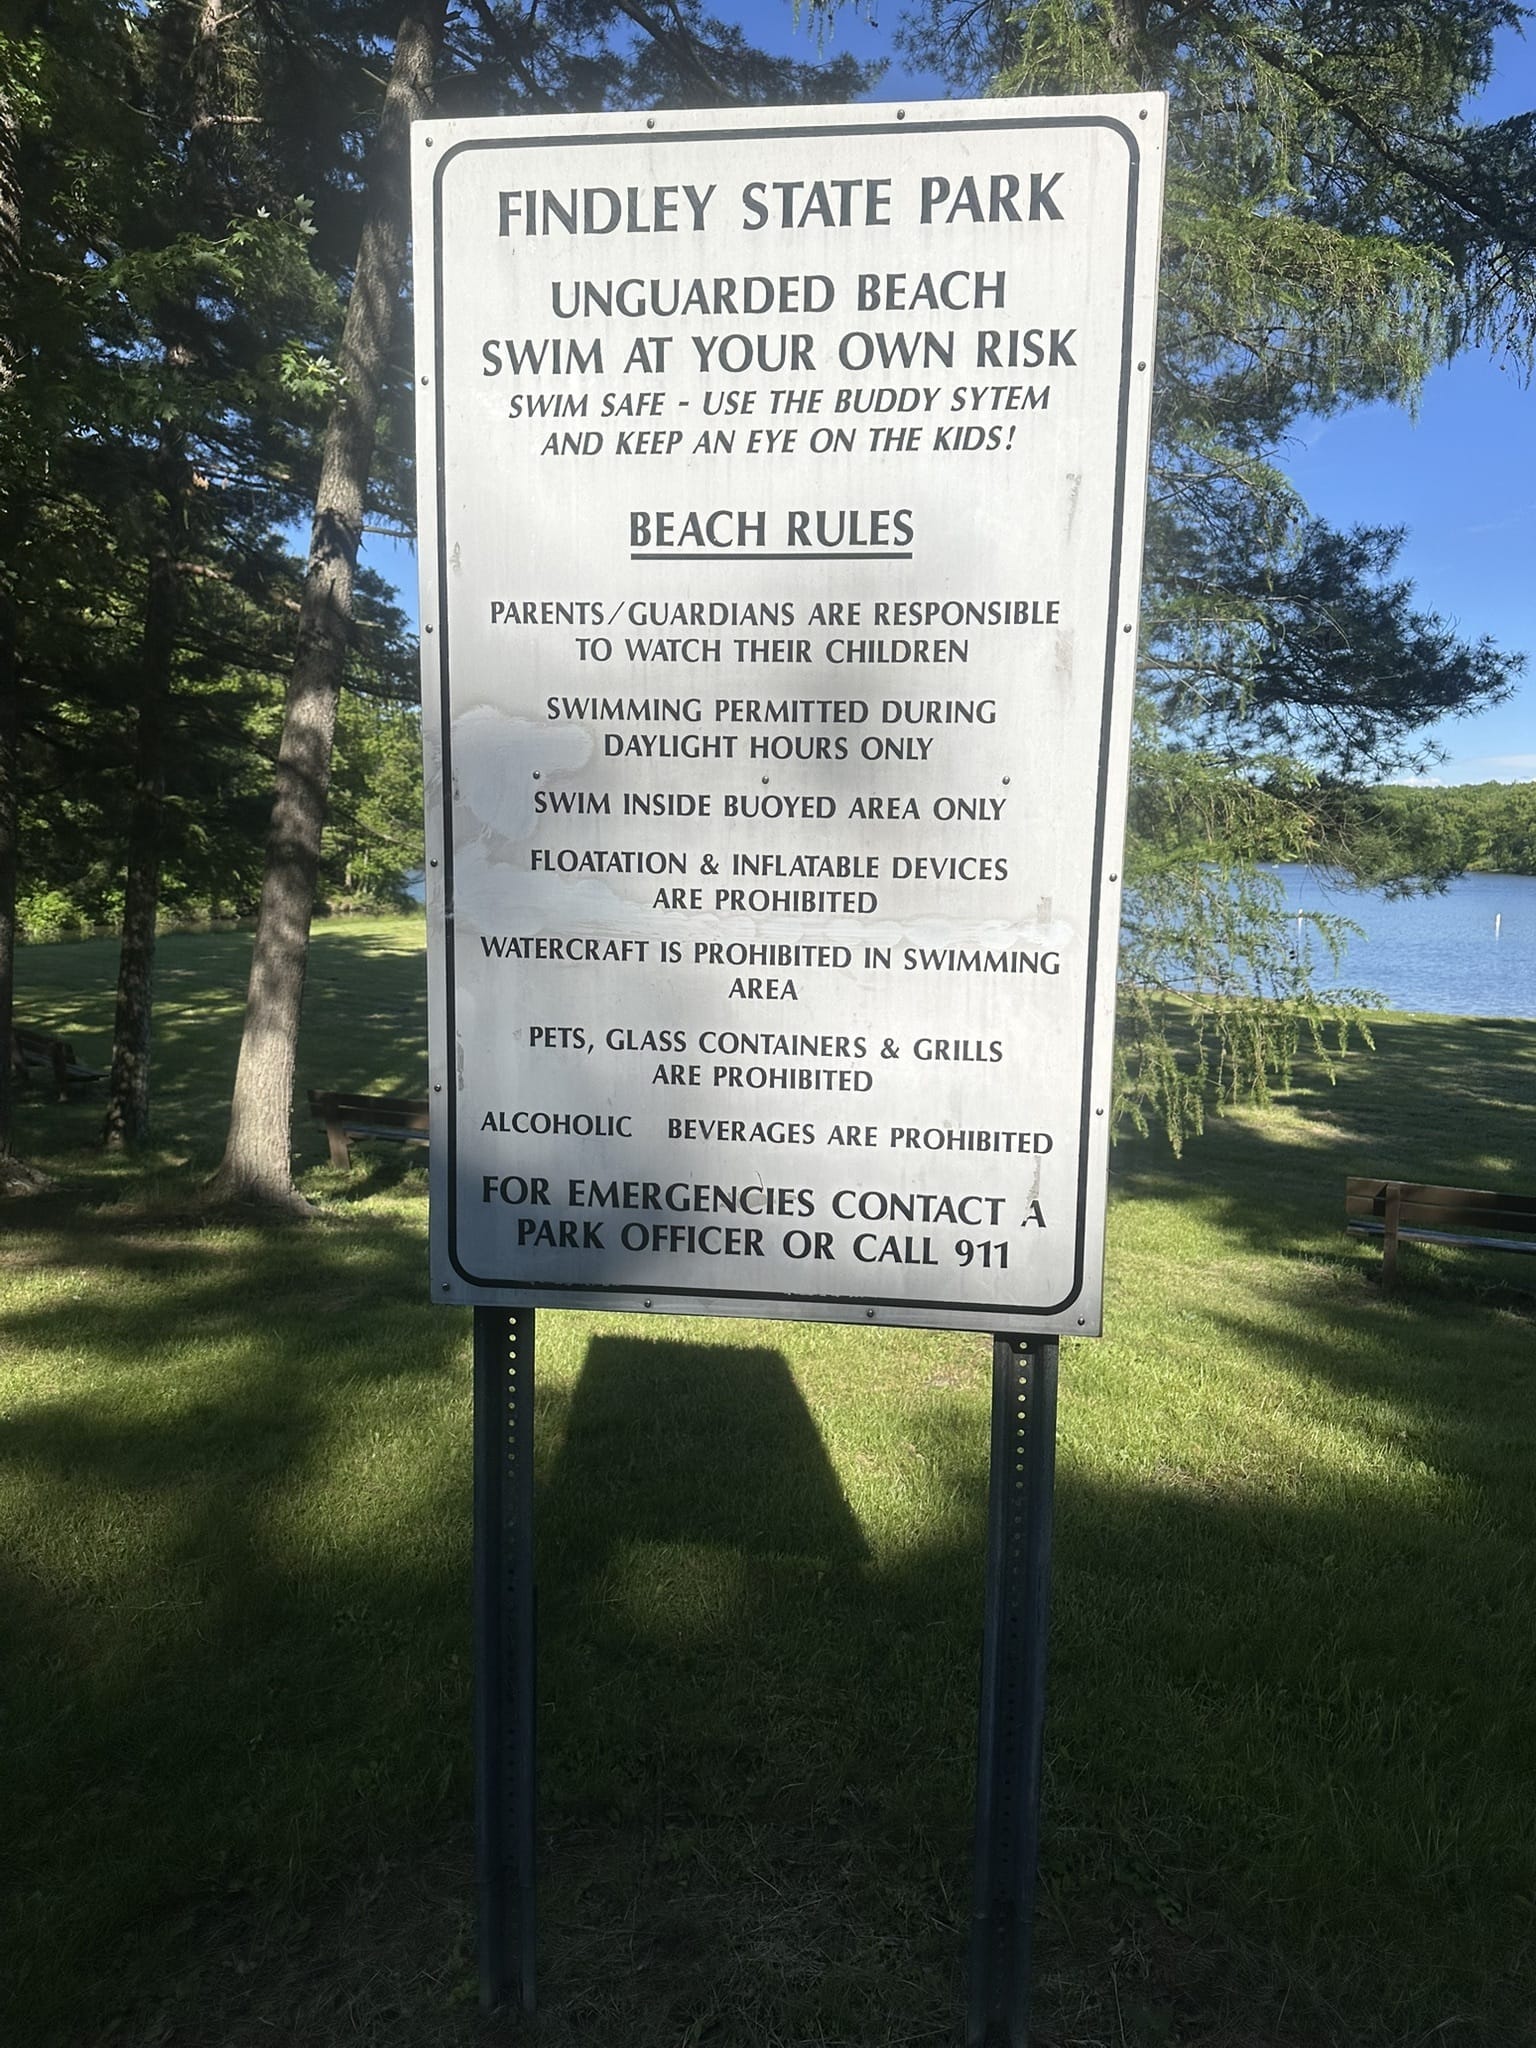 FINDLEY STATE PARK
UNGUARDED BEACH
SWIM AT YOUR OWN RISK
SWIM SAFE - USE THE BUDDY SYTEM
AND KEEP AN EYE ON THE KIDS!
BEACH RULES
PARENTS/GUARDIANS ARE RESPONSIBLE
TO WATCH THEIR CHILDREN
SWIMMING PERMITTED DURING
DAYLIGHT HOURS ONLY
SWIM INSIDE BUOYED AREA ONLY
FLOATATION & INFLATABLE DEVICES
ARE PROHIBITED
WATERCRAFT IS PROHIBITED IN SWIMMING
AREA
PETS, GLASS CONTAINERS & GRILLS
ARE PROHIBITED
ALCOHOLIC BEVERAGES ARE PROHIBITED
FOR EMERGENCIES CONTACT A
PARK OFFICER OR CALL 911